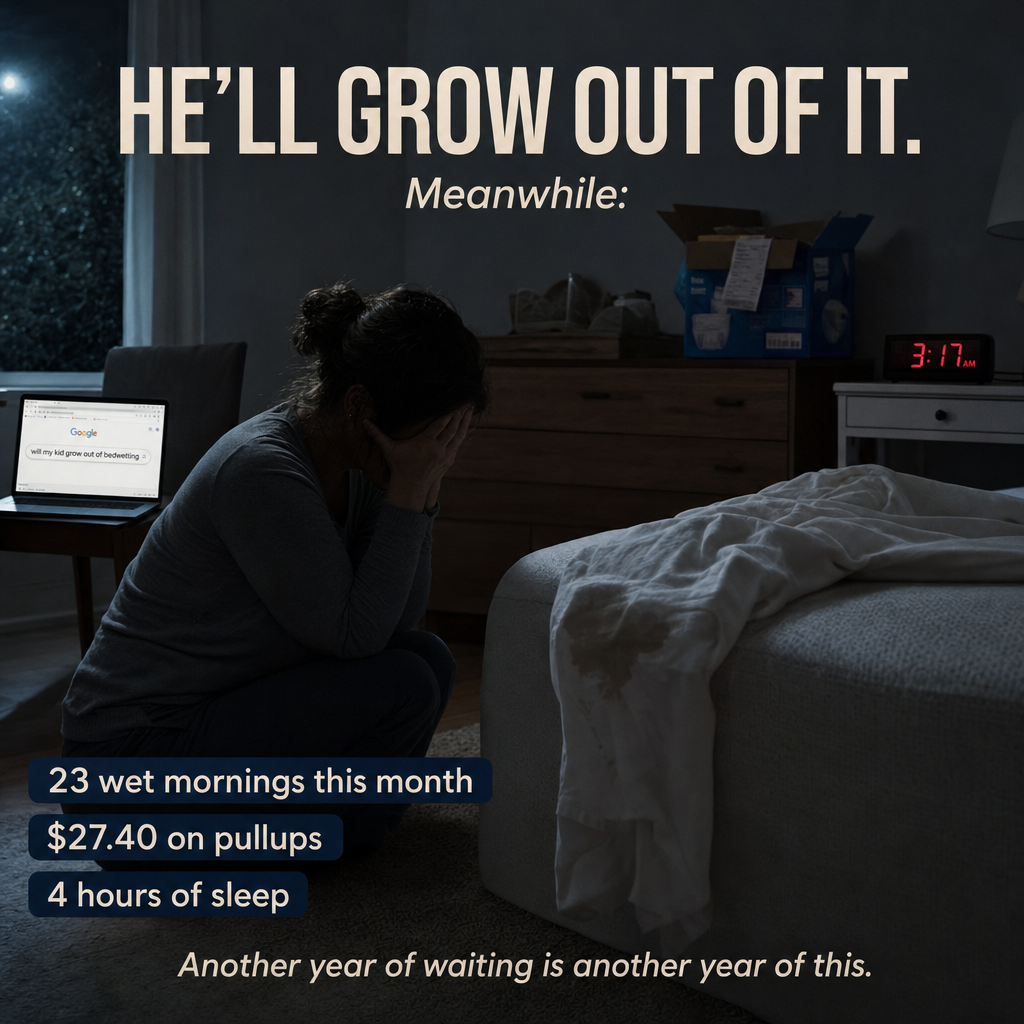 HE’LL GROW OUT OF IT.
Meanwhile:
3:17 AM
Google
will my kid grow out of bedwetting
23 wet mornings this month
$27.40 on pullups
4 hours of sleep
Another year of waiting is another year of this.